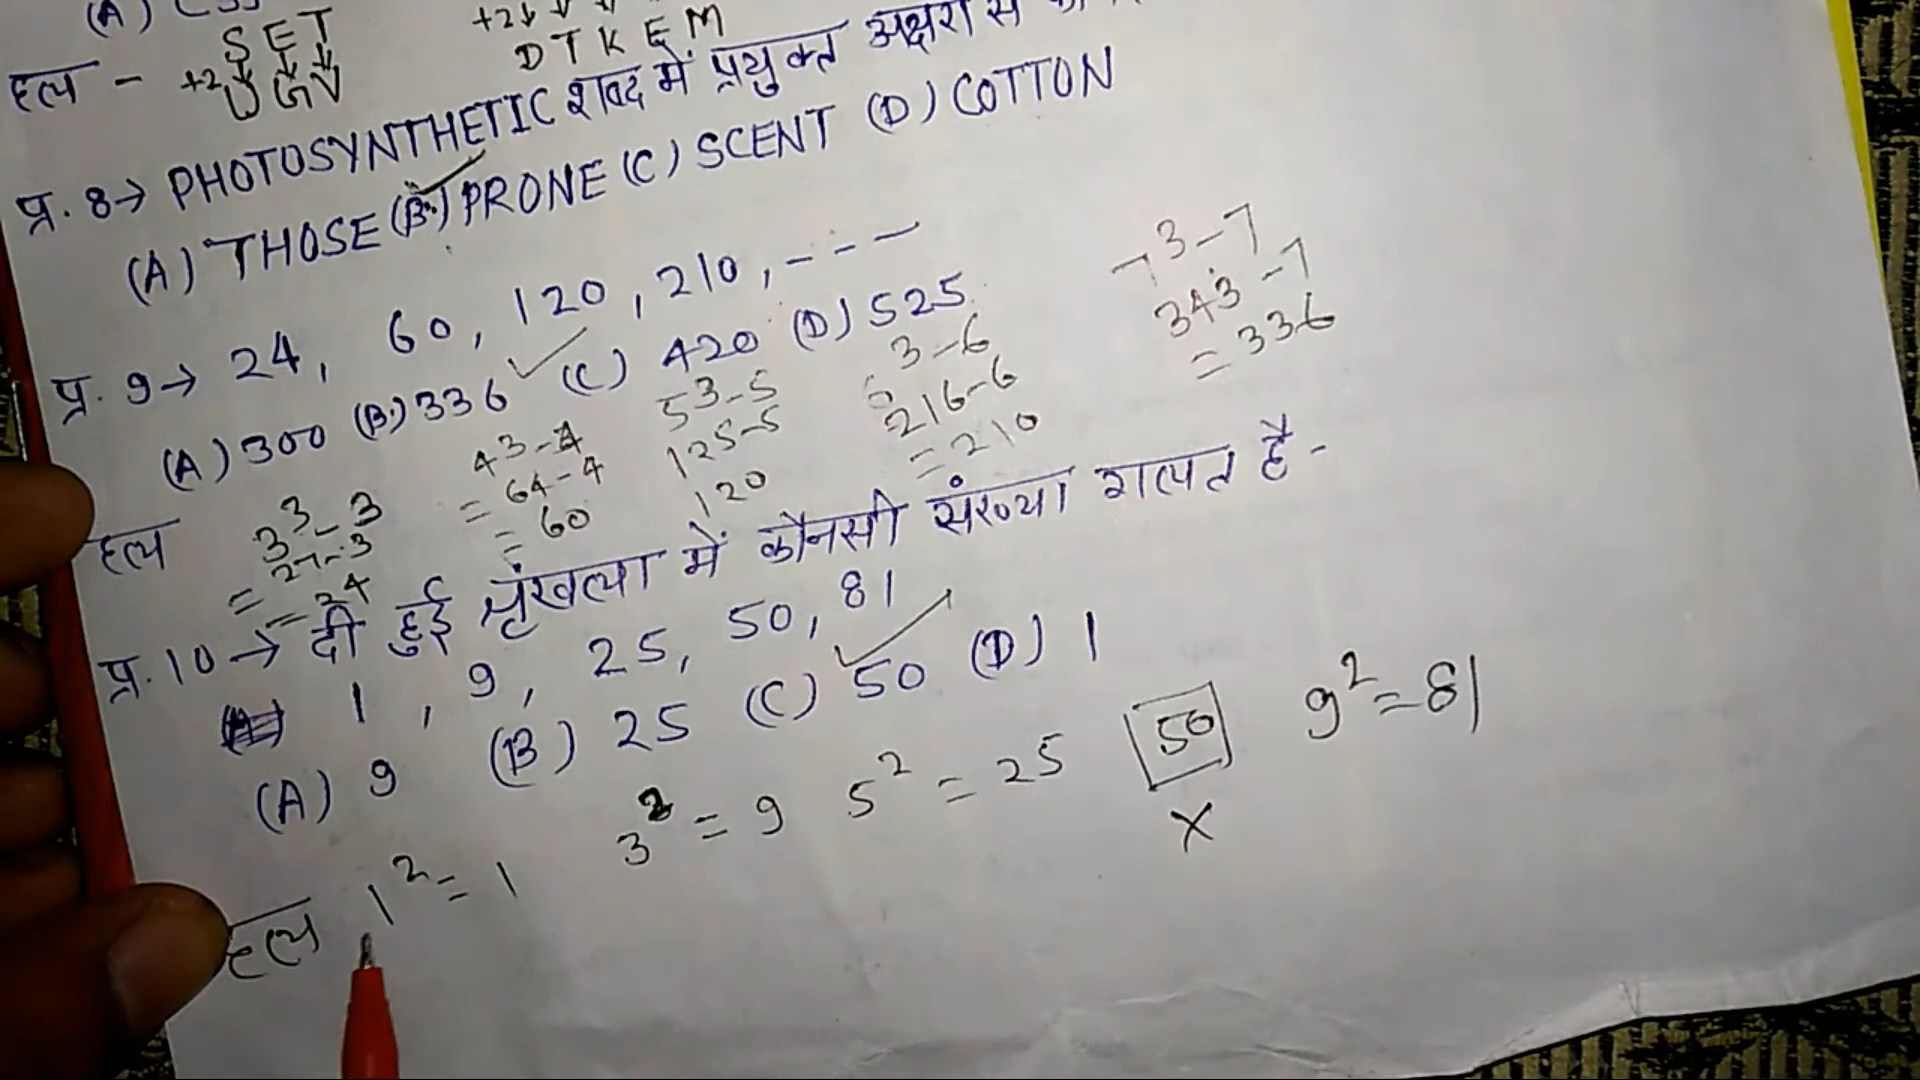 (A)
SET
+2↓ ↓ ↓
हल - +2↓ ↓ ↓ DTKEM
UGV
प्र. 8→ PHOTOSYNTHETIC शब्द में प्रयुक्त अक्षरों से
(A) THOSE (B) PRONE (C) SCENT (D) COTTON
प्र. 9→ 24, 60, 120, 210, ---
(A) 300 (B) 336 (C) 420 (D) 525
हल 3³-3 4³-4 5³-5 6³-6 7³-7
= 27-3 = 64-4 125-5 216-6 343-7
= 24 = 60 120 = 210 = 336
प्र. 10→ दी हुई श्रृंखला में कौनसी संख्या गलत है -
1, 9, 25, 50, 81
(A) 9 (B) 25 (C) 50 (D) 1
हल 1² = 1 3² = 9 5² = 25 50 9² = 81
X